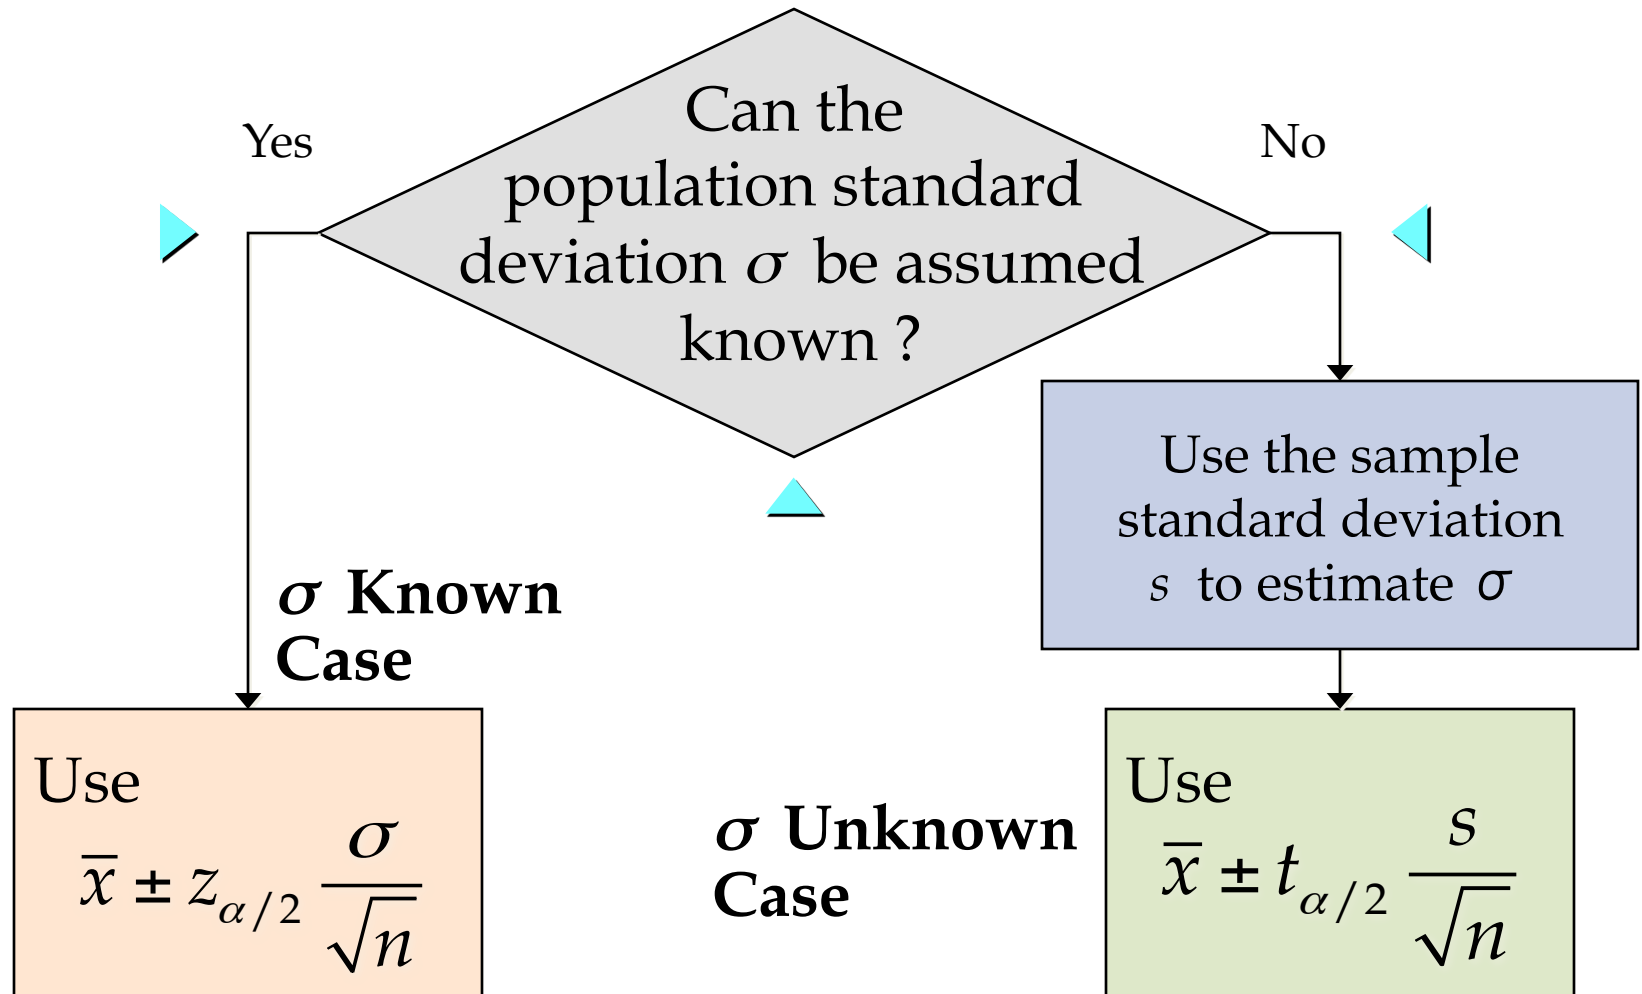 Can the
population standard
deviation σ be assumed
known ?
Yes
No
Use the sample
standard deviation
s to estimate σ
σ Known
Case
Use
x̅ ± z_{α/2} σ/√n
σ Unknown
Case
Use
x̅ ± t_{α/2} s/√n